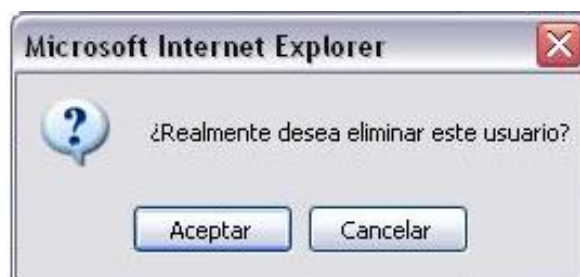 Microsoft Internet Explorer
¿Realmente desea eliminar este usuario?
Aceptar Cancelar